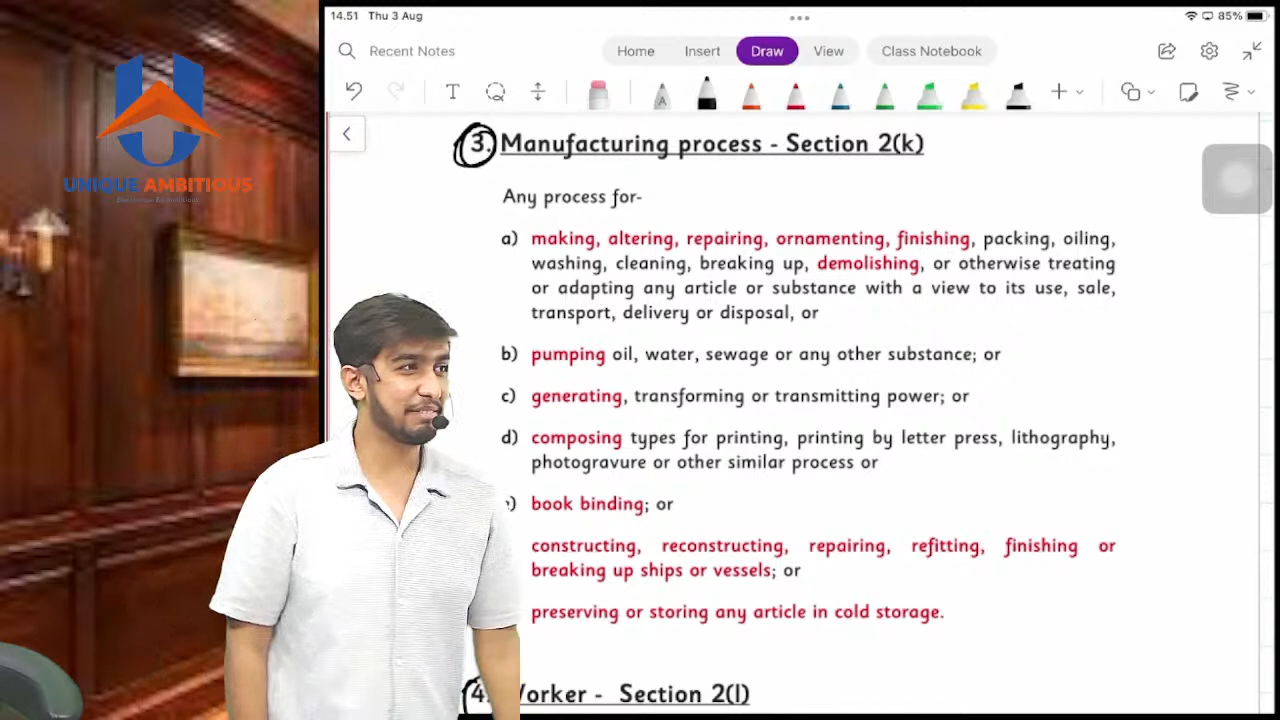 14.51 Thu 3 Aug
85%
Recent Notes
Home Insert Draw View Class Notebook
UNIQUE AMBITIOUS
3. Manufacturing process - Section 2(k)
Any process for-
a) making, altering, repairing, ornamenting, finishing, packing, oiling,
washing, cleaning, breaking up, demolishing, or otherwise treating
or adapting any article or substance with a view to its use, sale,
transport, delivery or disposal, or
b) pumping oil, water, sewage or any other substance; or
c) generating, transforming or transmitting power; or
d) composing types for printing, printing by letter press, lithography,
photogravure or other similar process or
) book binding; or
constructing, reconstructing, repairing, refitting, finishing or
breaking up ships or vessels; or
preserving or storing any article in cold storage.
4. Worker - Section 2(l)